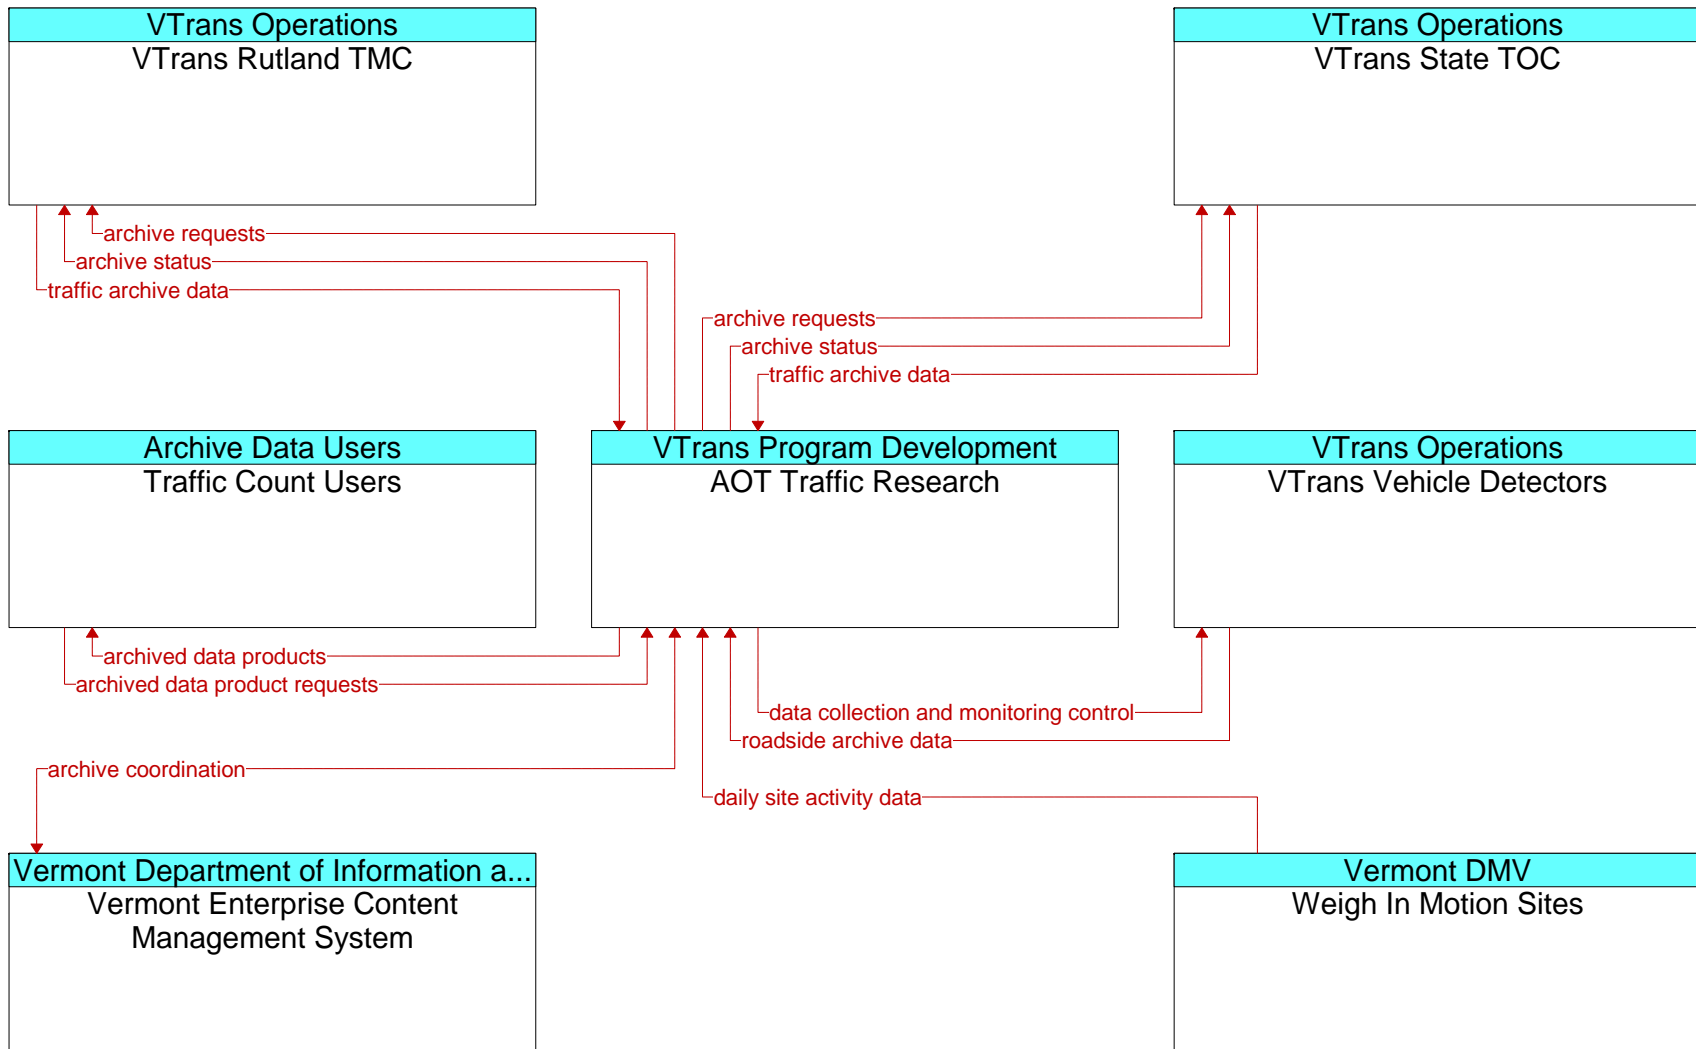 VTrans Operations
VTrans Rutland TMC
VTrans Operations
VTrans State TOC
archive requests
archive status
traffic archive data
archive requests
archive status
traffic archive data
Archive Data Users
Traffic Count Users
VTrans Program Development
AOT Traffic Research
VTrans Operations
VTrans Vehicle Detectors
archived data products
archived data product requests
data collection and monitoring control
roadside archive data
archive coordination
daily site activity data
Vermont Department of Information a...
Vermont Enterprise Content
Management System
Vermont DMV
Weigh In Motion Sites